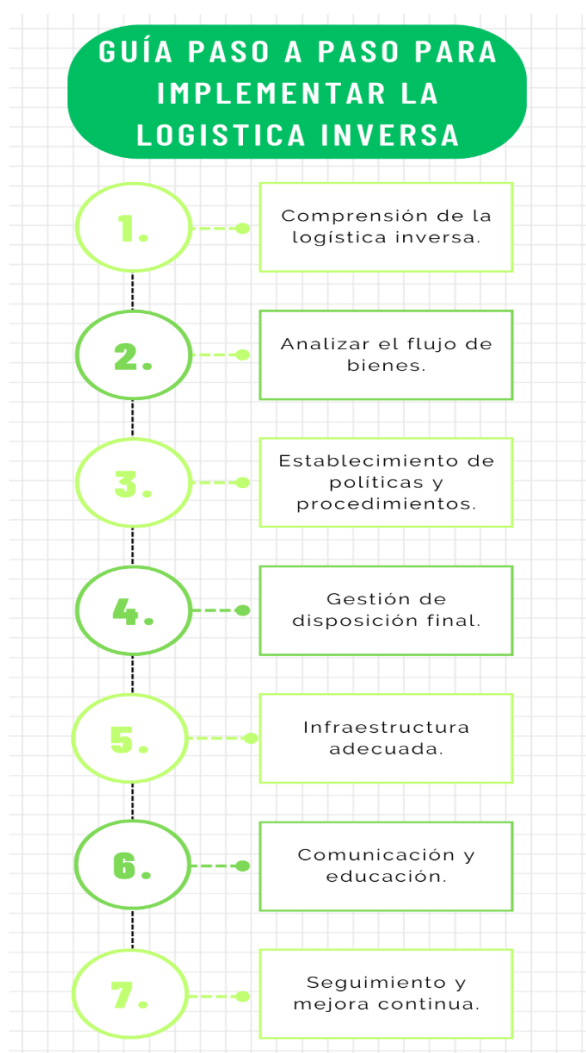 GUÍA PASO A PASO PARA
IMPLEMENTAR LA
LOGISTICA INVERSA
1.
Comprensión de la
logística inversa.
2.
Analizar el flujo de
bienes.
3.
Establecimiento de
políticas y
procedimientos.
4.
Gestión de
disposición final.
5.
Infraestructura
adecuada.
6.
Comunicación y
educación.
7.
Seguimiento y
mejora continua.